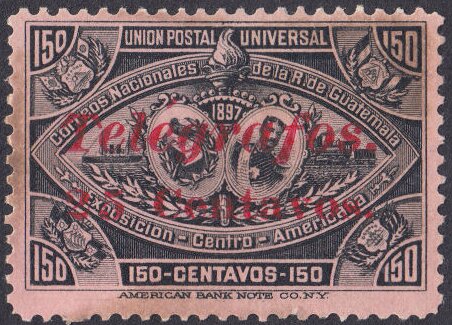 150 UNION POSTAL UNIVERSAL 150
Correos Nacionales de la R. de Guatemala
1897
Telégrafos.
25 Centavos.
Exposicion - Centro - Americana
150 150-CENTAVOS-150 150
AMERICAN BANK NOTE CO. N.Y.